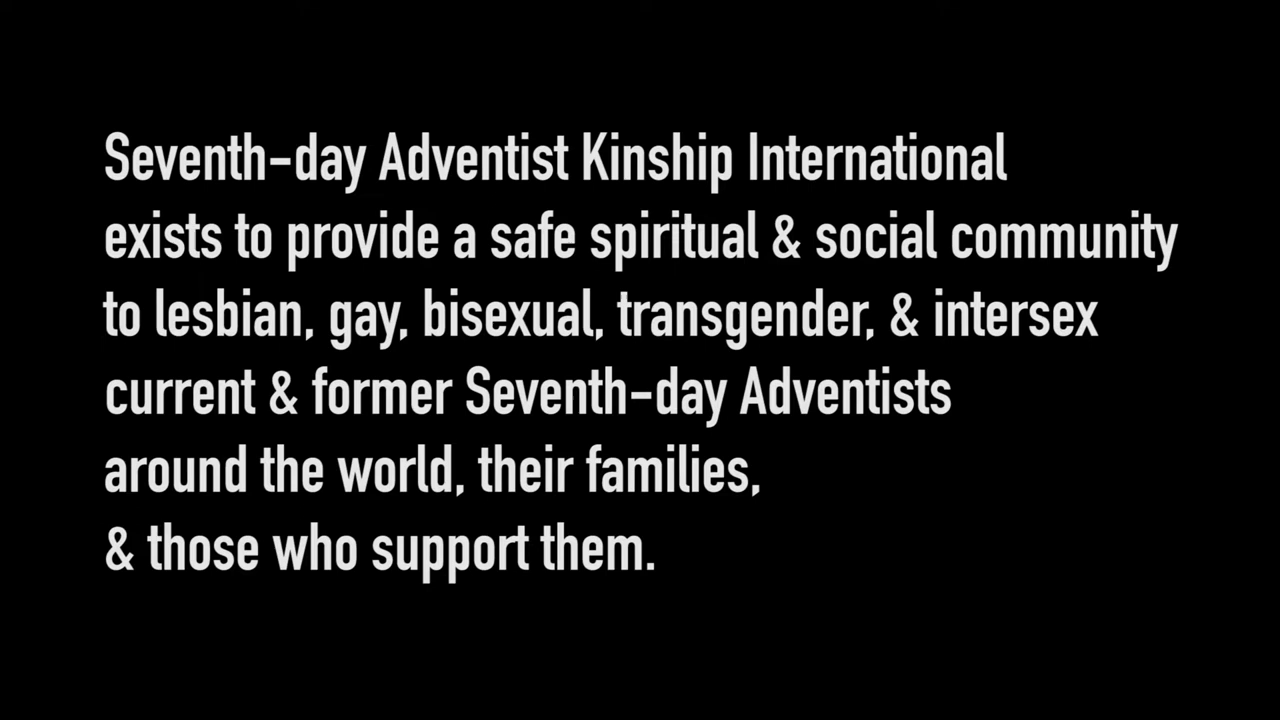 Seventh-day Adventist Kinship International
exists to provide a safe spiritual & social community
to lesbian, gay, bisexual, transgender, & intersex
current & former Seventh-day Adventists
around the world, their families,
& those who support them.